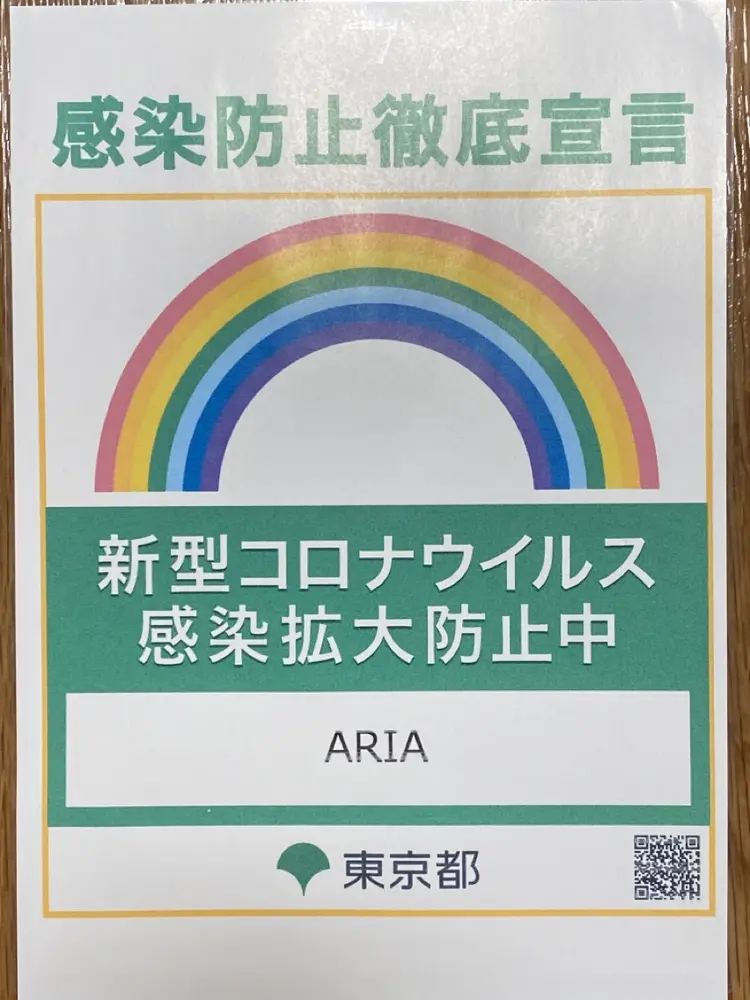 感染防止徹底宣言
新型コロナウイルス
感染拡大防止中
ARIA
東京都